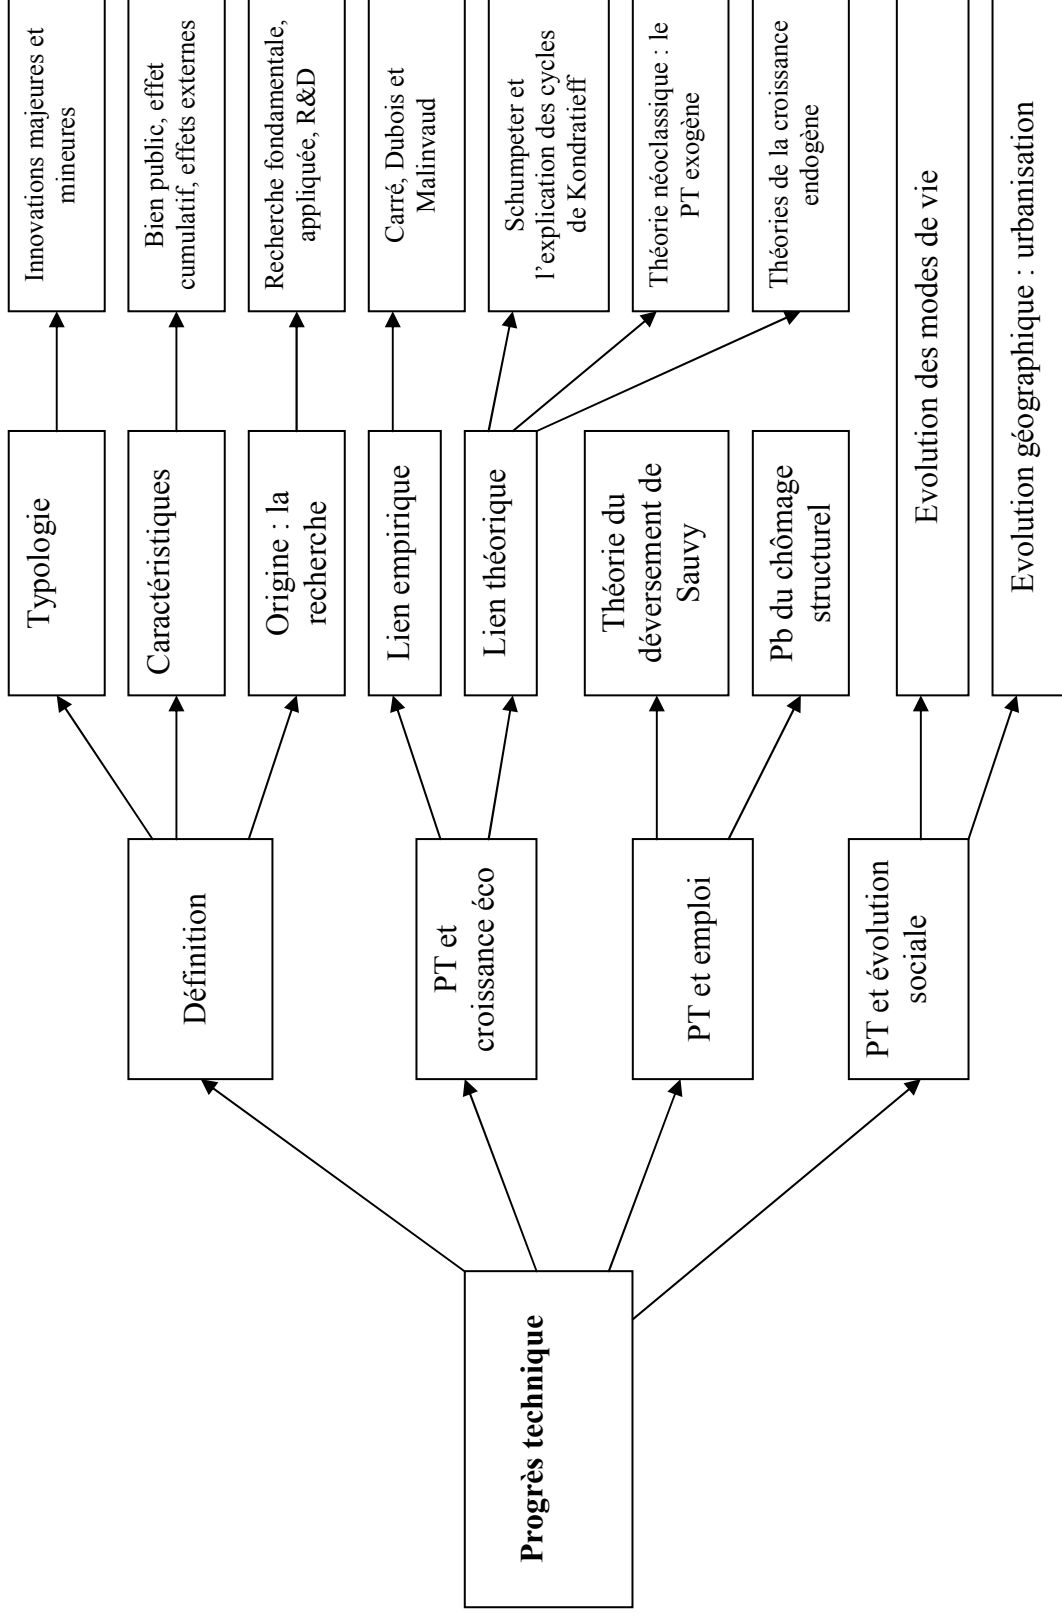 Progrès technique
Définition
PT et
croissance éco
PT et emploi
PT et évolution
sociale
Typologie
Caractéristiques
Origine : la
recherche
Lien empirique
Lien théorique
Théorie du
déversement de
Sauvy
Pb du chômage
structurel
Evolution des modes de vie
Evolution géographique : urbanisation
Innovations majeures et
mineures
Bien public, effet
cumulatif, effets externes
Recherche fondamentale,
appliquée, R&D
Carré, Dubois et
Malinvaud
Schumpeter et
l'explication des cycles
de Kondratieff
Théorie néoclassique : le
PT exogène
Théories de la croissance
endogène